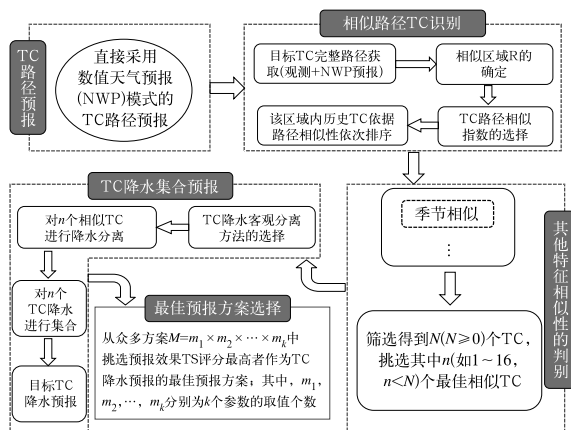 TC路径预报
直接采用
数值天气预报
(NWP)模式的
TC路径预报
相似路径TC识别
目标TC完整路径获
取(观测+NWP预报)
相似区域R的
确定
TC路径相似
指数的选择
该区域内历史TC依据
路径相似性依次排序
其他特征相似性的判别
季节相似
⋮
筛选得到N(N≥0)个TC,
挑选其中n(如1~16,
n<N)个最佳相似TC
TC降水集合预报
TC降水客观分离
方法的选择
对n个相似TC
进行降水分离
对n个
TC降水
进行集合
目标TC
降水预报
最佳预报方案选择
从众多方案M=m₁×m₂×…×mₖ中
挑选预报效果TS评分最高者作为TC
降水预报的最佳预报方案;其中,m₁,
m₂,…,mₖ分别为k个参数的取值个数